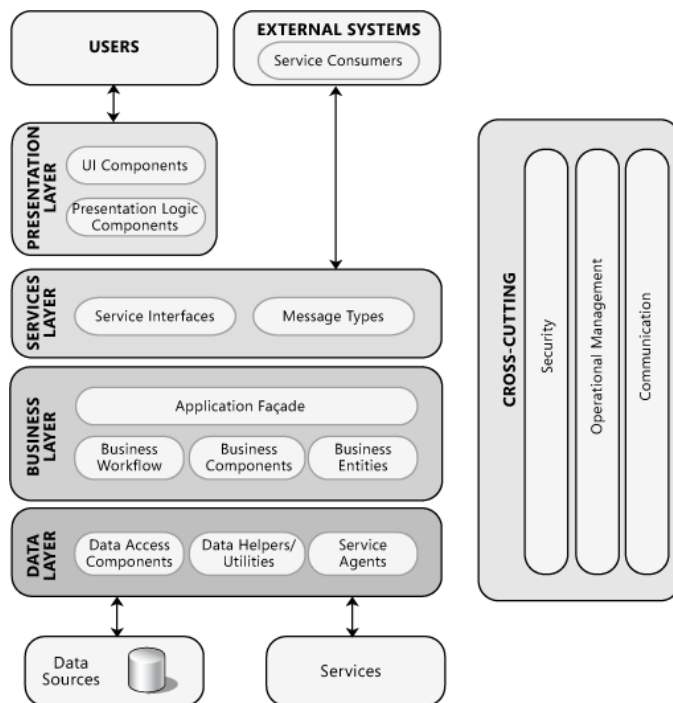 USERS
EXTERNAL SYSTEMS
Service Consumers
PRESENTATION
LAYER
UI Components
Presentation Logic
Components
SERVICES
LAYER
Service Interfaces
Message Types
BUSINESS
LAYER
Application Façade
Business
Workflow
Business
Components
Business
Entities
DATA
LAYER
Data Access
Components
Data Helpers/
Utilities
Service
Agents
Data
Sources
Services
CROSS-CUTTING
Security
Operational Management
Communication